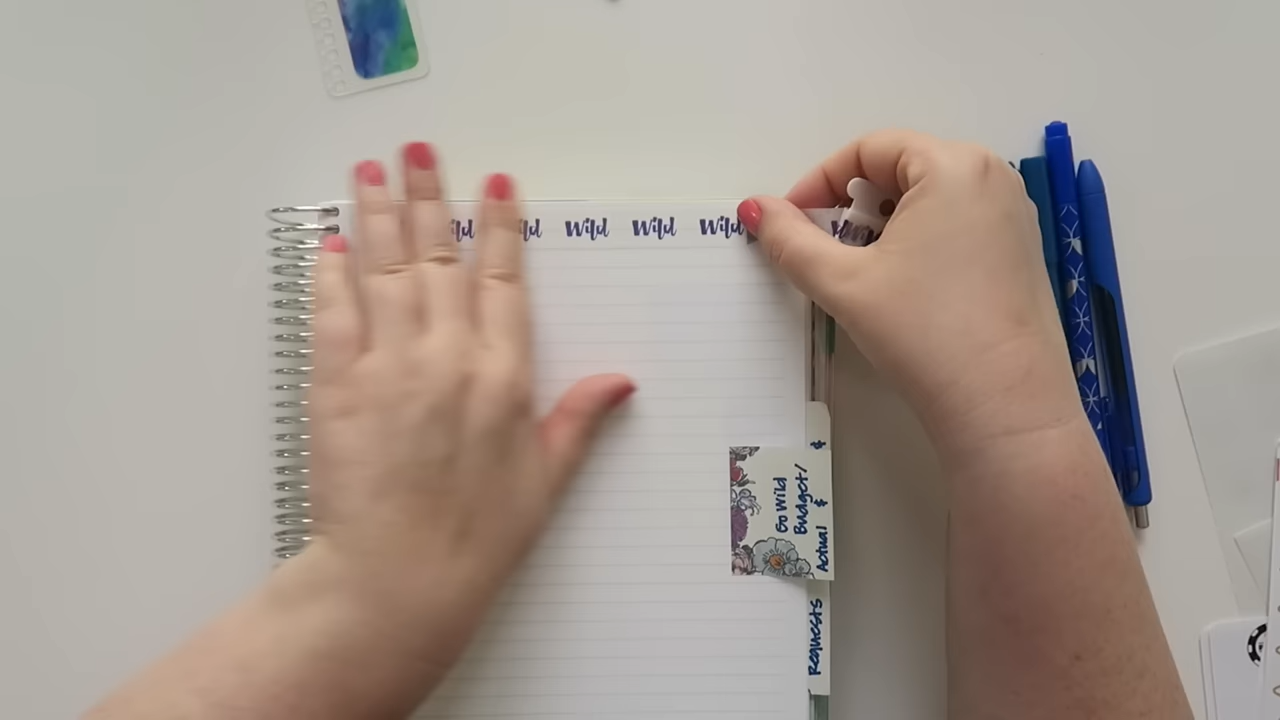 Wild Wild Wild
Go Wild
Budget/
Actual &
&
Requests